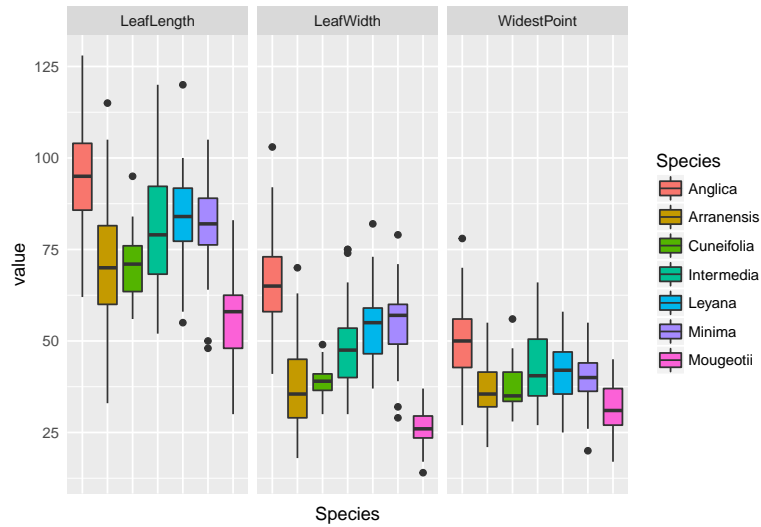 LeafLength
LeafWidth
WidestPoint
125
100
75
50
25
value
Species
Species
Anglica
Arranensis
Cuneifolia
Intermedia
Leyana
Minima
Mougeotii